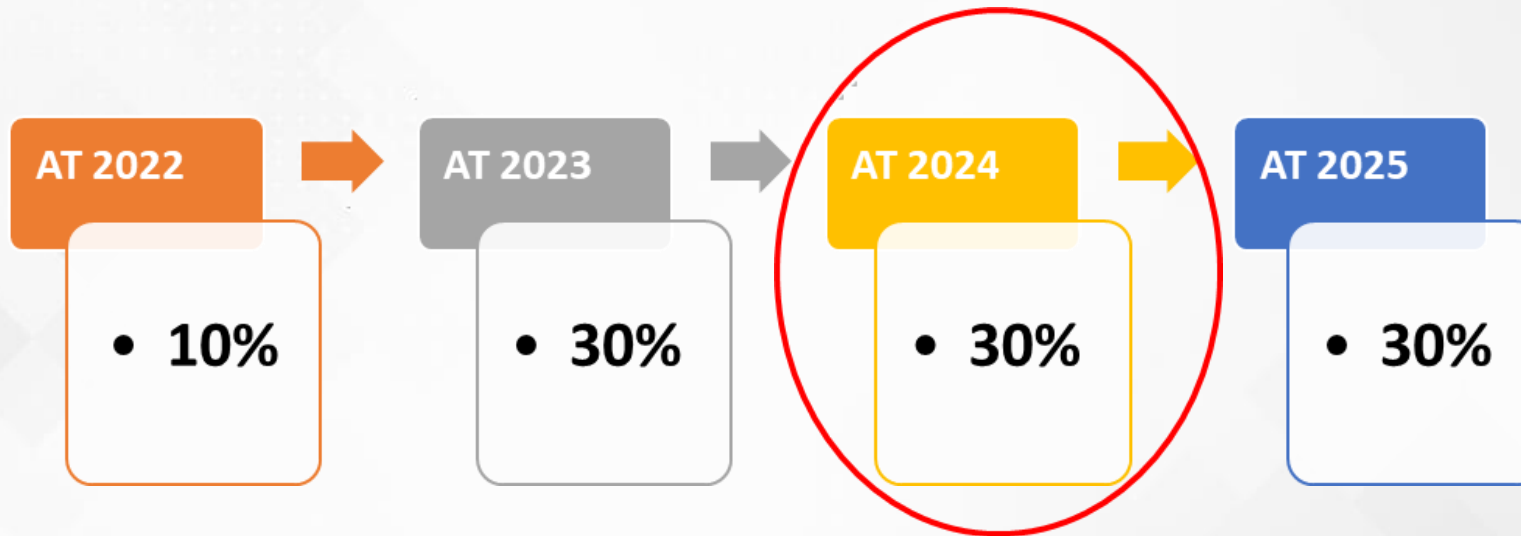 AT 2022
• 10%
AT 2023
• 30%
AT 2024
• 30%
AT 2025
• 30%